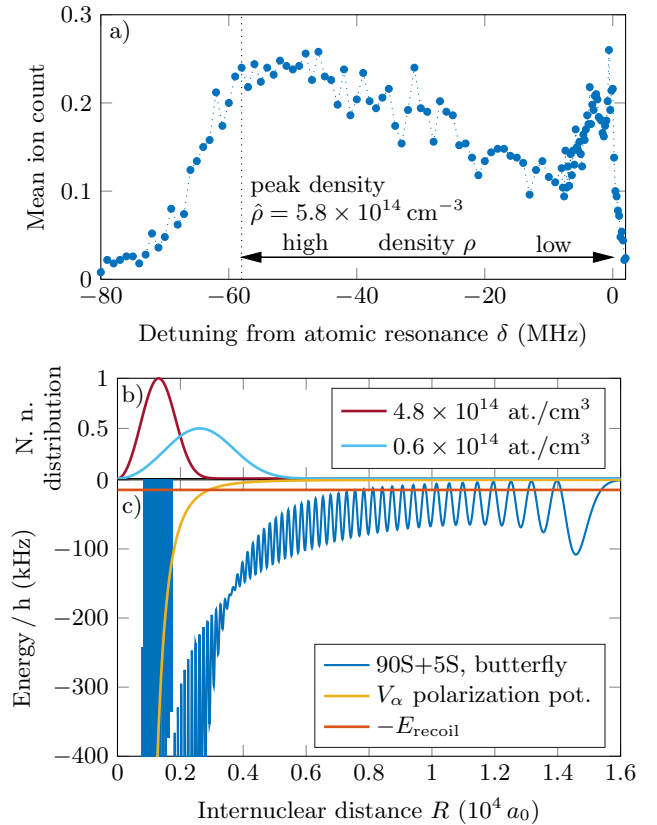 a)
Mean ion count
0.3
0.2
0.1
0
peak density
ρ̂ = 5.8 × 10¹⁴ cm⁻³
high density ρ low
−80 −60 −40 −20 0
Detuning from atomic resonance δ (MHz)
b)
N. n.
distribution
1
0.5
0
4.8 × 10¹⁴ at./cm³
0.6 × 10¹⁴ at./cm³
c)
Energy / h (kHz)
−100
−200
−300
−400
90S+5S, butterfly
V_α polarization pot.
−E_recoil
0 0.2 0.4 0.6 0.8 1 1.2 1.4 1.6
Internuclear distance R (10⁴ a₀)